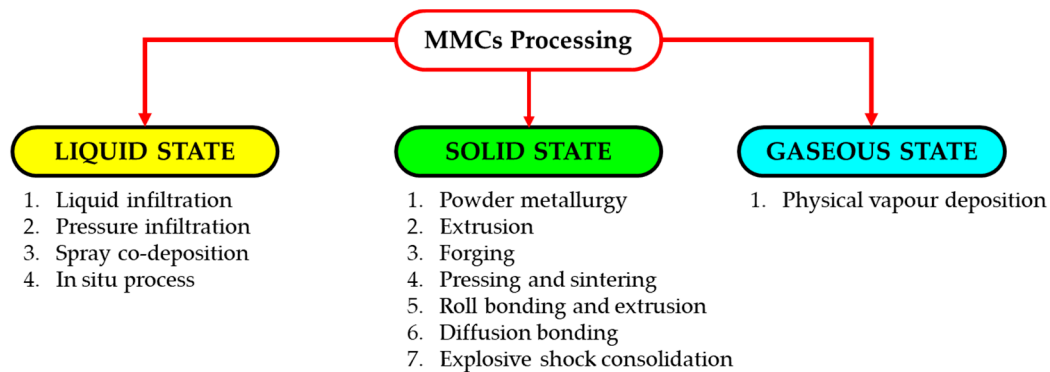 MMCs Processing
LIQUID STATE
1. Liquid infiltration
2. Pressure infiltration
3. Spray co-deposition
4. In situ process
SOLID STATE
1. Powder metallurgy
2. Extrusion
3. Forging
4. Pressing and sintering
5. Roll bonding and extrusion
6. Diffusion bonding
7. Explosive shock consolidation
GASEOUS STATE
1. Physical vapour deposition